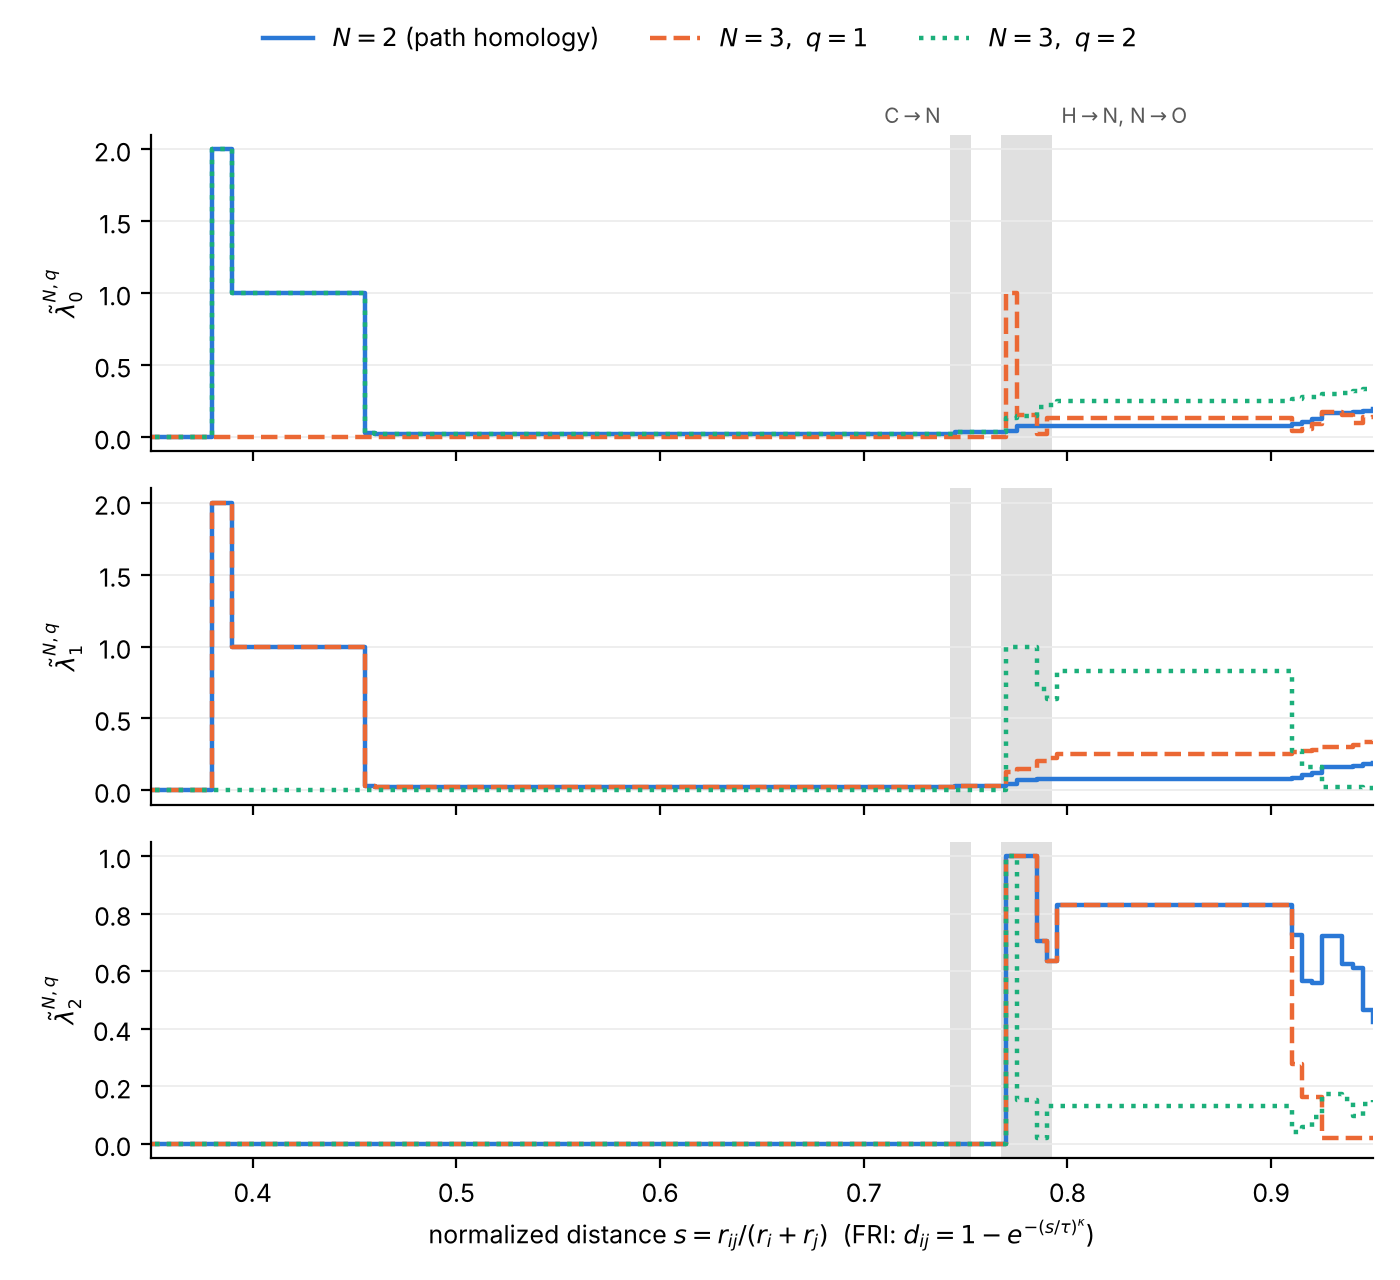 N = 2 (path homology)   N = 3, q = 1   N = 3, q = 2
C→N   H→N, N→O
2.0
1.5
1.0
0.5
0.0
λ̃₀^{N, q}
2.0
1.5
1.0
0.5
0.0
λ̃₁^{N, q}
1.0
0.8
0.6
0.4
0.2
0.0
λ̃₂^{N, q}
0.4   0.5   0.6   0.7   0.8   0.9
normalized distance s = r_{ij}/(r_i + r_j)  (FRI: d_{ij} = 1 − e^{−(s/τ)^κ})